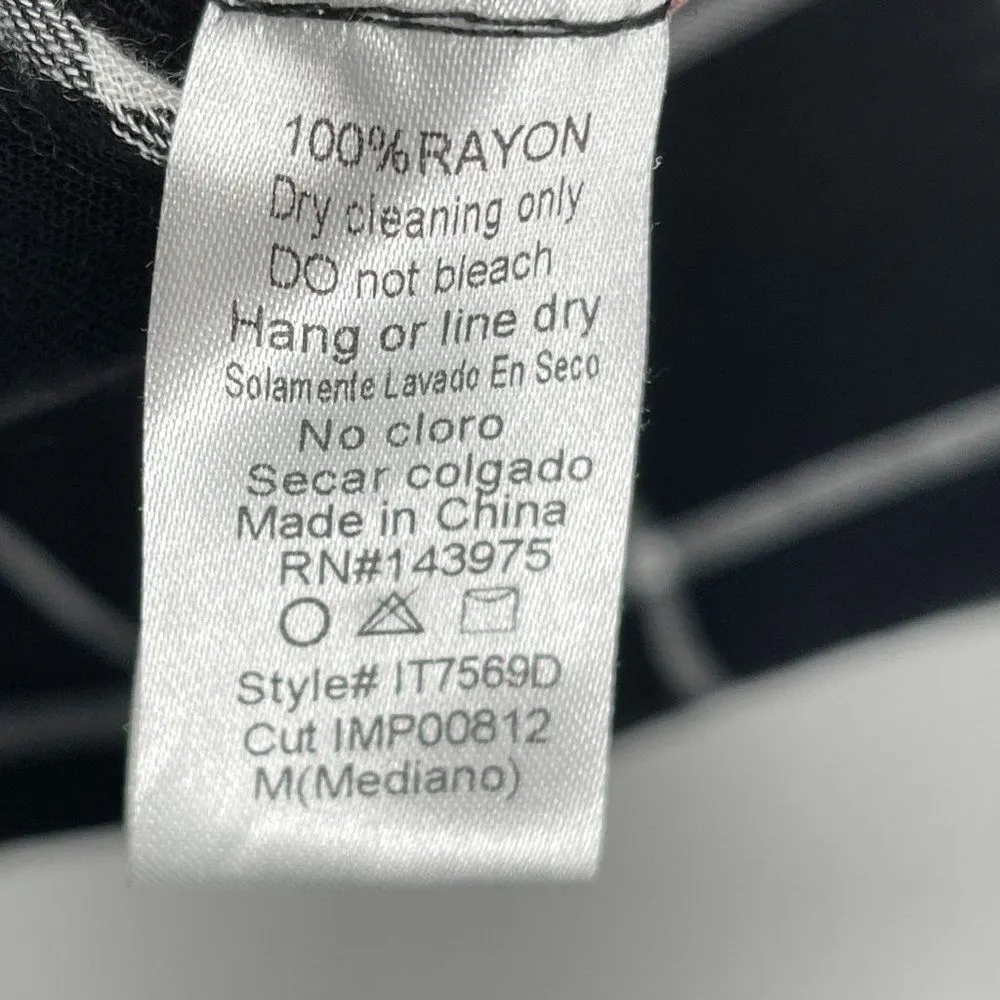 100%RAYON
Dry cleaning only
DO not bleach
Hang or line dry
Solamente Lavado En Seco
No cloro
Secar colgado
Made in China
RN#143975
Style# IT7569D
Cut IMP00812
M(Mediano)